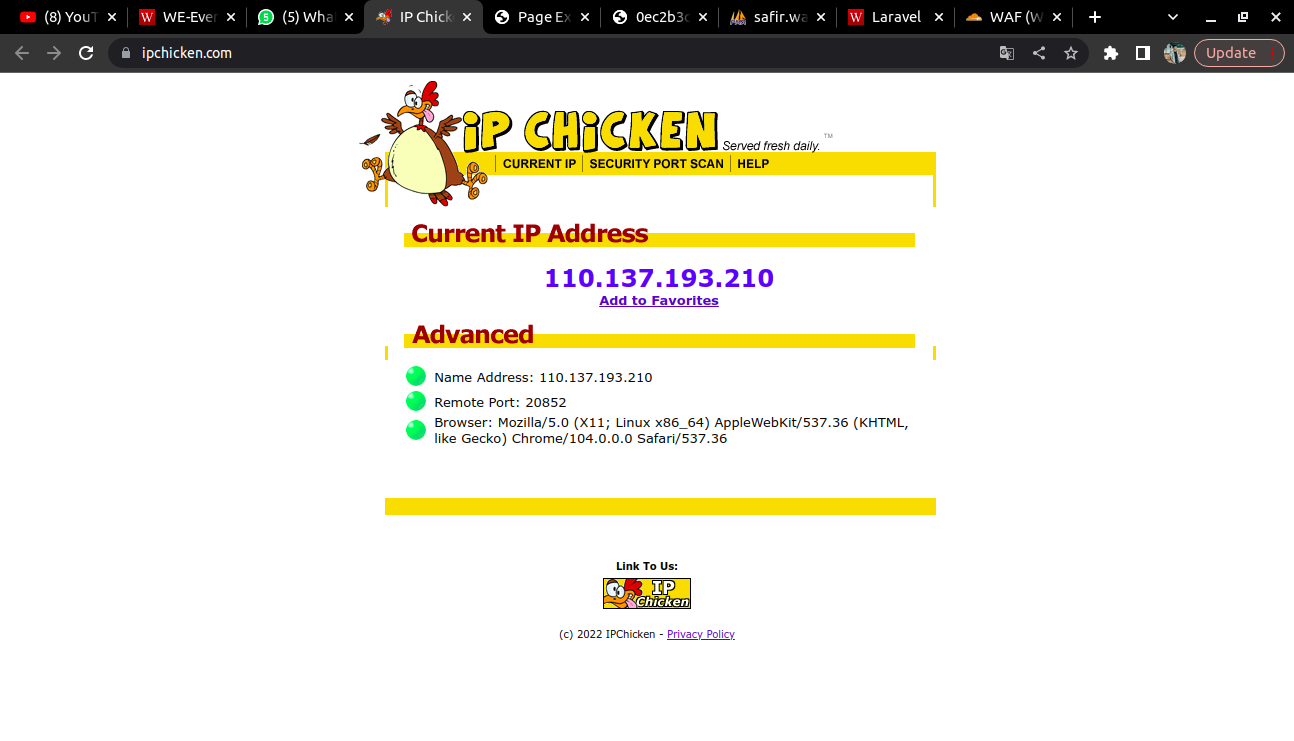 (8) YouT
WE-Ever
(5) Wha
IP Chick
Page Ex
0ec2b3c
safir.wa
Laravel
WAF (W
ipchicken.com
Update
iP CHiCKEN
Served fresh daily.
TM
CURRENT IP | SECURITY PORT SCAN | HELP
Current IP Address
110.137.193.210
Add to Favorites
Advanced
Name Address: 110.137.193.210
Remote Port: 20852
Browser: Mozilla/5.0 (X11; Linux x86_64) AppleWebKit/537.36 (KHTML,
like Gecko) Chrome/104.0.0.0 Safari/537.36
Link To Us:
IP
Chicken
(c) 2022 IPChicken - Privacy Policy